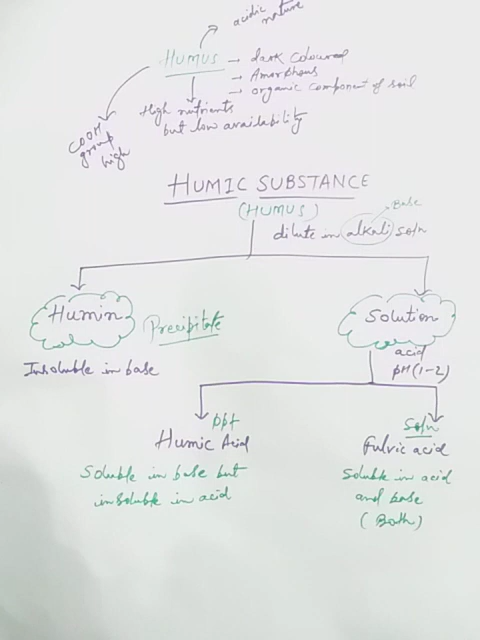 acidic
nature
HUMUS → dark coloured
→ Amorphous
→ organic component of soil
High nutrients
but low availability
COOH
group
high
HUMIC SUBSTANCE
(HUMUS)
Base
dilute in alkali soln
Humin
Precipitate
Solution
Insoluble in base
acid
pH (1-2)
ppt
Humic Acid
Soluble in base but
insoluble in acid
Soln
Fulvic acid
Soluble in acid
and base
(Both)